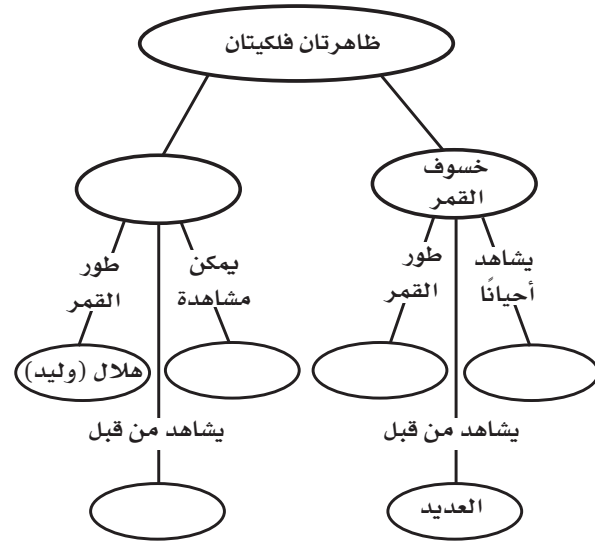 ظاهرتان فلكيتان
خسوف
القمر
يشاهد
أحيانًا
طور
القمر
يمكن
مشاهدة
طور
القمر
هلال (وليد)
يشاهد من قبل
يشاهد من قبل
العديد